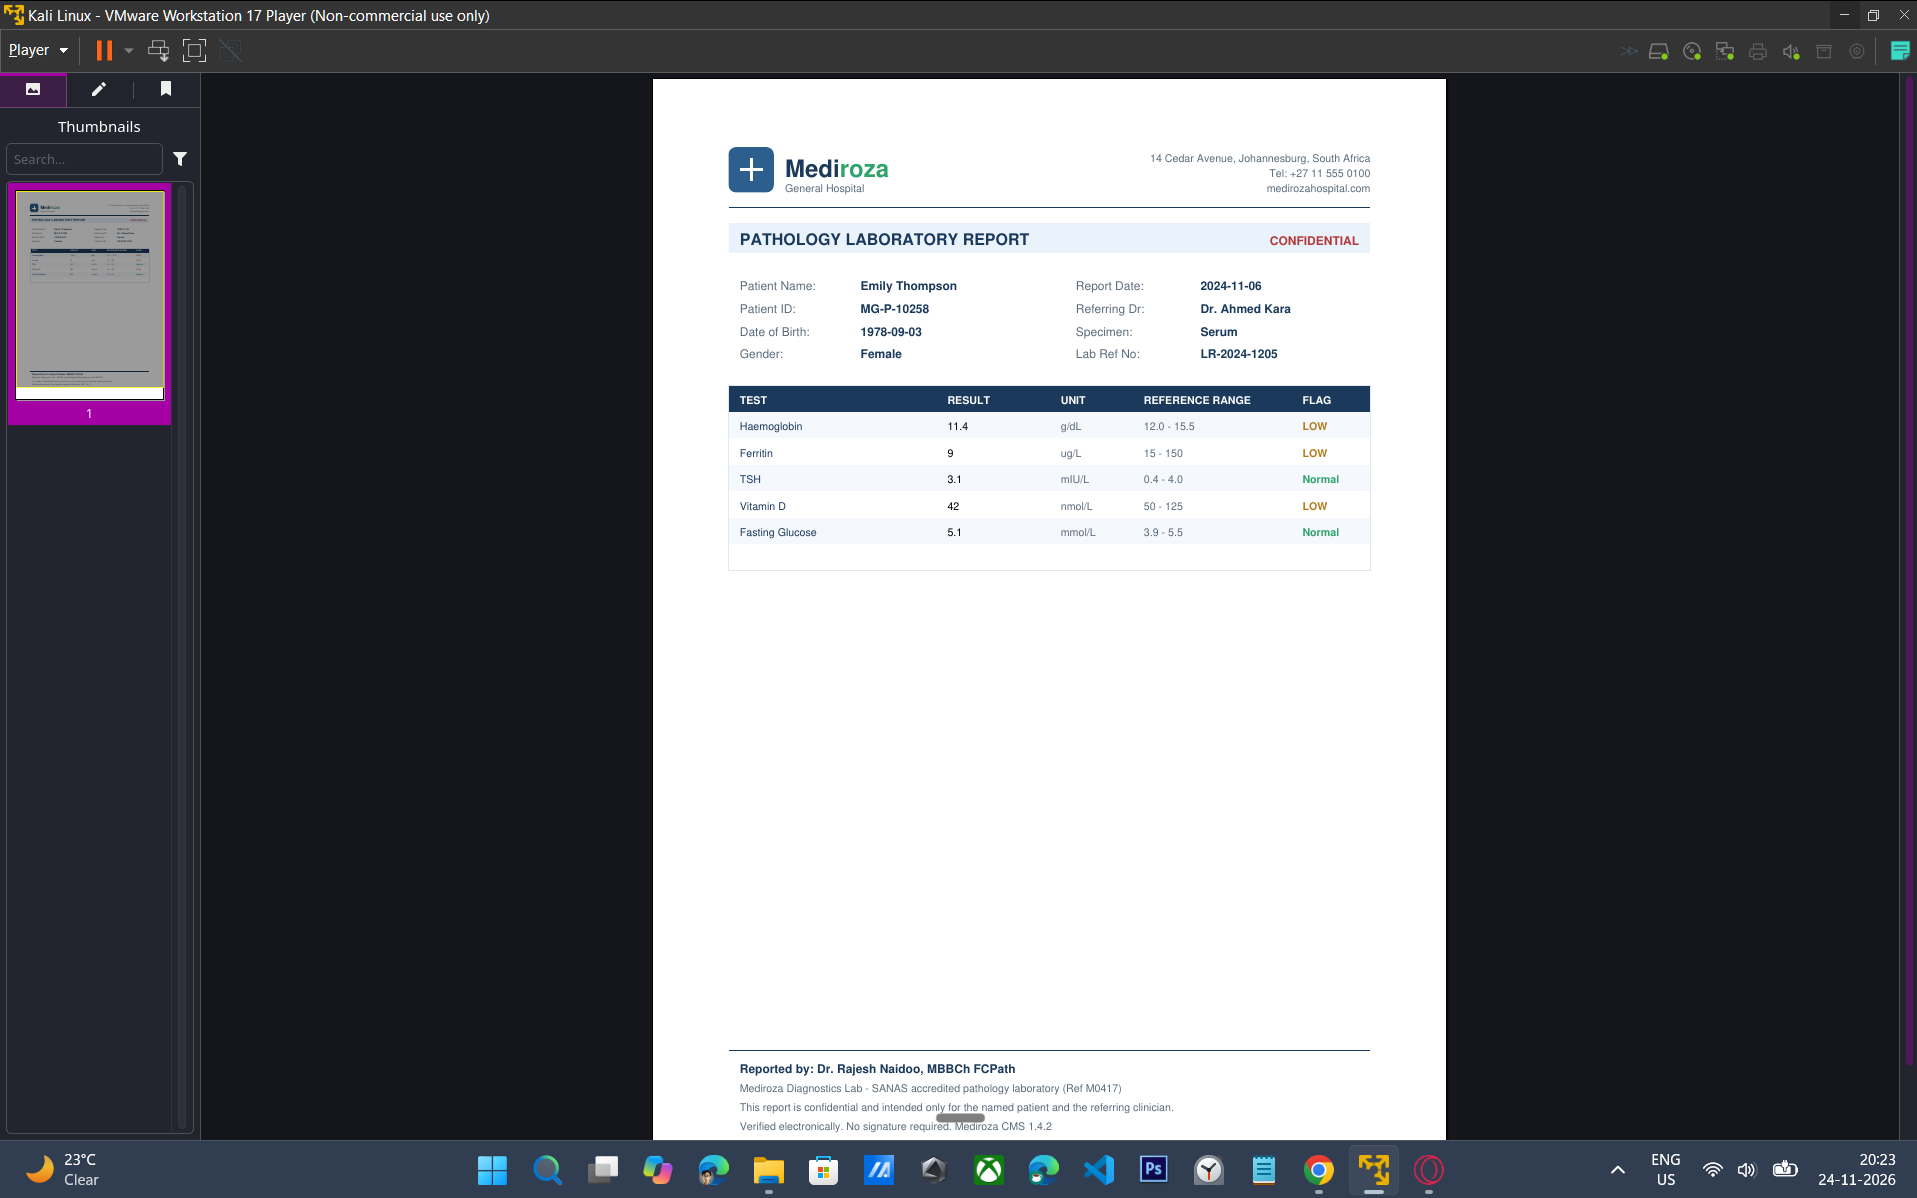 Kali Linux - VMware Workstation 17 Player (Non-commercial use only)
Player
Thumbnails
Search...
1
Mediroza
General Hospital
14 Cedar Avenue, Johannesburg, South Africa
Tel: +27 11 555 0100
medirozahospital.com
PATHOLOGY LABORATORY REPORT CONFIDENTIAL
Patient Name: Emily Thompson Report Date: 2024-11-06
Patient ID: MG-P-10258 Referring Dr: Dr. Ahmed Kara
Date of Birth: 1978-09-03 Specimen: Serum
Gender: Female Lab Ref No: LR-2024-1205
TEST RESULT UNIT REFERENCE RANGE FLAG
Haemoglobin 11.4 g/dL 12.0 - 15.5 LOW
Ferritin 9 ug/L 15 - 150 LOW
TSH 3.1 mIU/L 0.4 - 4.0 Normal
Vitamin D 42 nmol/L 50 - 125 LOW
Fasting Glucose 5.1 mmol/L 3.9 - 5.5 Normal
Reported by: Dr. Rajesh Naidoo, MBBCh FCPath
Mediroza Diagnostics Lab - SANAS accredited pathology laboratory (Ref M0417)
This report is confidential and intended only for the named patient and the referring clinician.
Verified electronically. No signature required. Mediroza CMS 1.4.2
23°C
Clear
Ps
ENG
US
20:23
24-11-2026